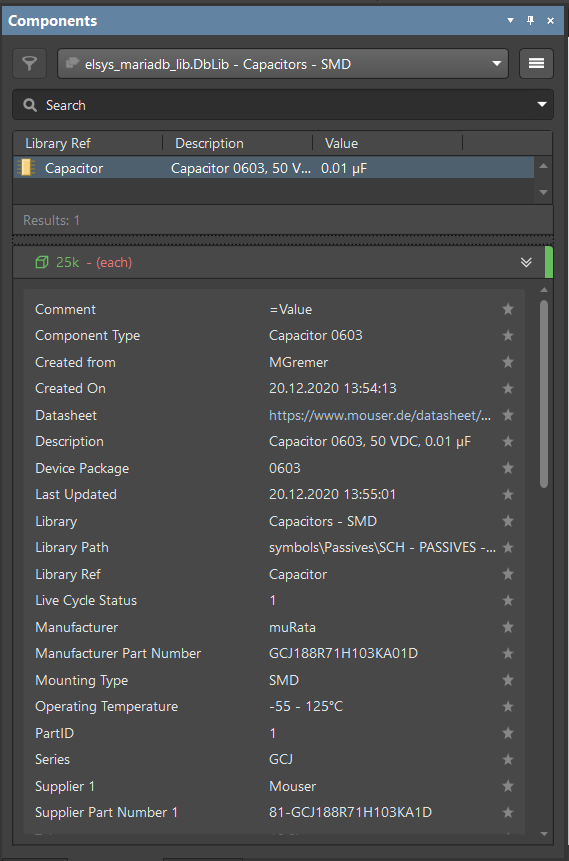 Components
elsys_mariadb_lib.DbLib - Capacitors - SMD
Search
Library Ref Description Value
Capacitor Capacitor 0603, 50 V... 0.01 µF
Results: 1
25k - (each)
Comment =Value
Component Type Capacitor 0603
Created from MGremer
Created On 20.12.2020 13:54:13
Datasheet https://www.mouser.de/datasheet/...
Description Capacitor 0603, 50 VDC, 0.01 µF
Device Package 0603
Last Updated 20.12.2020 13:55:01
Library Capacitors - SMD
Library Path symbols\Passives\SCH - PASSIVES -...
Library Ref Capacitor
Live Cycle Status 1
Manufacturer muRata
Manufacturer Part Number GCJ188R71H103KA01D
Mounting Type SMD
Operating Temperature -55 - 125°C
PartID 1
Series GCJ
Supplier 1 Mouser
Supplier Part Number 1 81-GCJ188R71H103KA1D